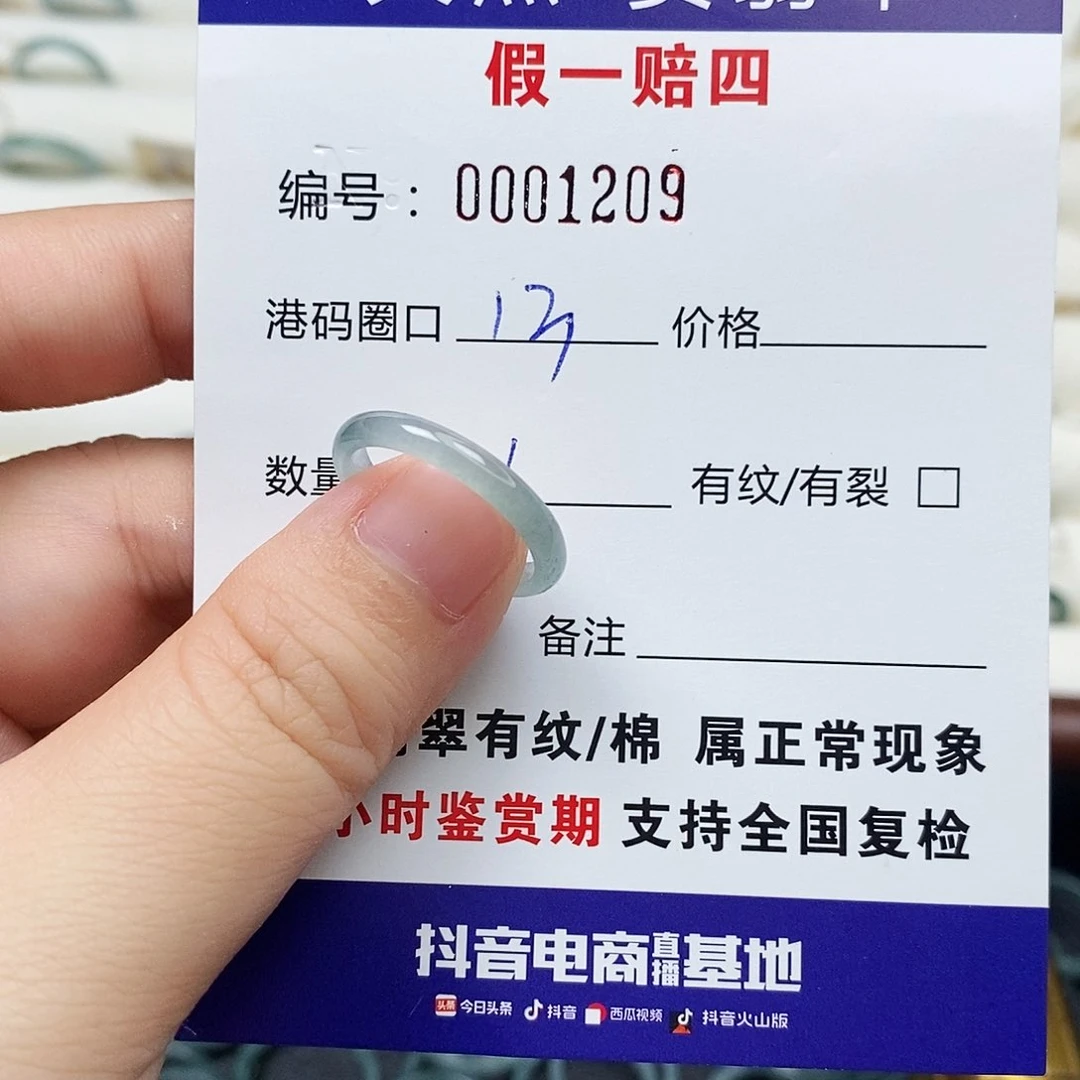 假一赔四
编号：0001209
港码圈口 13 价格
数量 1 有纹/有裂 □
备注
翠有纹/棉 属正常现象
小时鉴赏期 支持全国复检
抖音电商直播基地
头条 今日头条 抖音 西瓜视频 抖音火山版